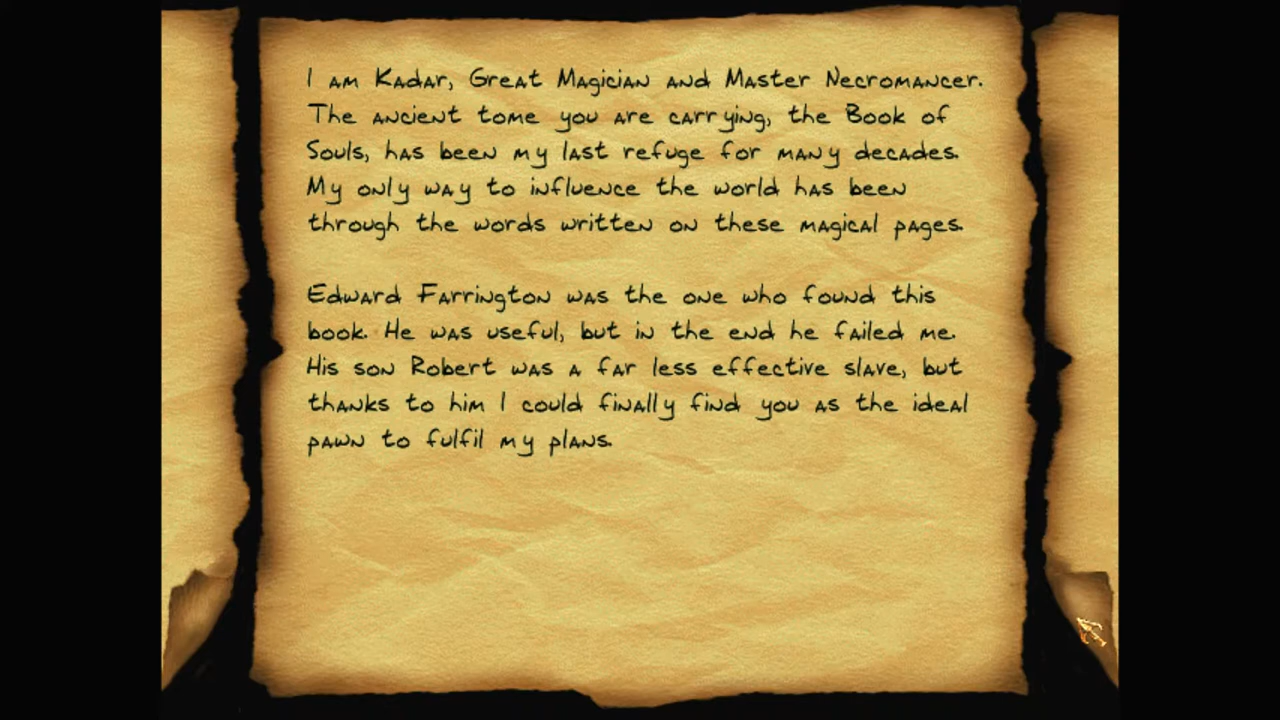 I am Kadar, Great Magician and Master Necromancer.
The ancient tome you are carrying, the Book of
Souls, has been my last refuge for many decades.
My only way to influence the world has been
through the words written on these magical pages.
Edward Farrington was the one who found this
book. He was useful, but in the end he failed me.
His son Robert was a far less effective slave, but
thanks to him I could finally find you as the ideal
pawn to fulfil my plans.